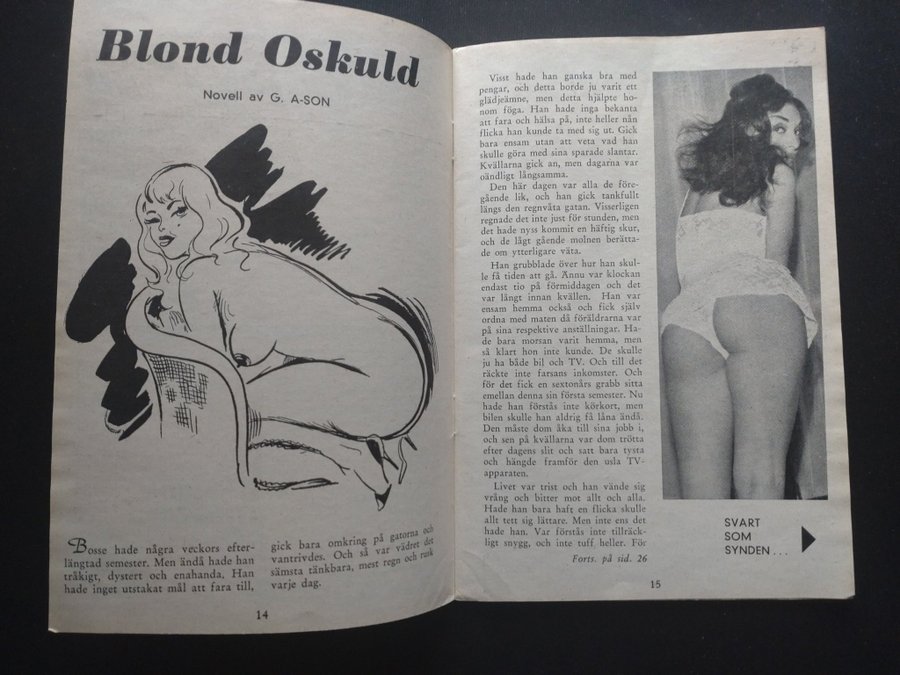 Blond Oskuld
Novell av G. A-SON
Bosse hade några veckors efter-
längtad semester. Men ändå hade han
tråkigt, dystert och enahanda. Han
hade inget utstakat mål att fara till,
gick bara omkring på gatorna och
vantrivdes. Och så var vädret det
sämsta tänkbara, mest regn och rusk
varje dag.
14
Visst hade han ganska bra med
pengar, och detta borde ju varit ett
glädjeämne, men detta hjälpte ho-
nom föga. Han hade inga bekanta
att fara och hälsa på, inte heller nån
flicka han kunde ta med sig ut. Gick
bara ensam utan att veta vad han
skulle göra med sina sparade slantar.
Kvällarna gick an, men dagarna var
oändligt långsamma.
Den här dagen var alla de före-
gående lik, och han gick tankfullt
längs den regnvåta gatan. Visserligen
regnade det inte just för stunden, men
det hade nyss kommit en häftig skur,
och de lågt gående molnen berätta-
de om ytterligare väta.
Han grubblade över hur han skul-
le få tiden att gå. Ännu var klockan
endast tio på förmiddagen och det
var långt innan kvällen. Han var
ensam hemma också och fick själv
ordna med maten då föräldrarna var
på sina respektive anställningar. Ha-
de bara morsan varit hemma, men
så klart hon inte kunde. De skulle
ju ha både bil och TV. Och till det
räckte inte farsans inkomster. Och
för det fick en sextonårs grabb sitta
emellan denna sin första semester. Nu
hade han förstås inte körkort, men
bilen skulle han aldrig få låna ändå.
Den måste dom åka till sina jobb i,
och sen på kvällarna var dom trötta
efter dagens slit och satt bara tysta
och hängde framför den usla TV-
apparaten.
Livet var trist och han vände sig
vrång och bitter mot allt och alla.
Hade han bara haft en flicka skulle
allt tett sig lättare. Men inte ens det
hade han. Var förstås inte tillräck-
ligt snygg, och inte tuff heller. För
Forts. på sid. 26
SVART
SOM
SYNDEN...
15